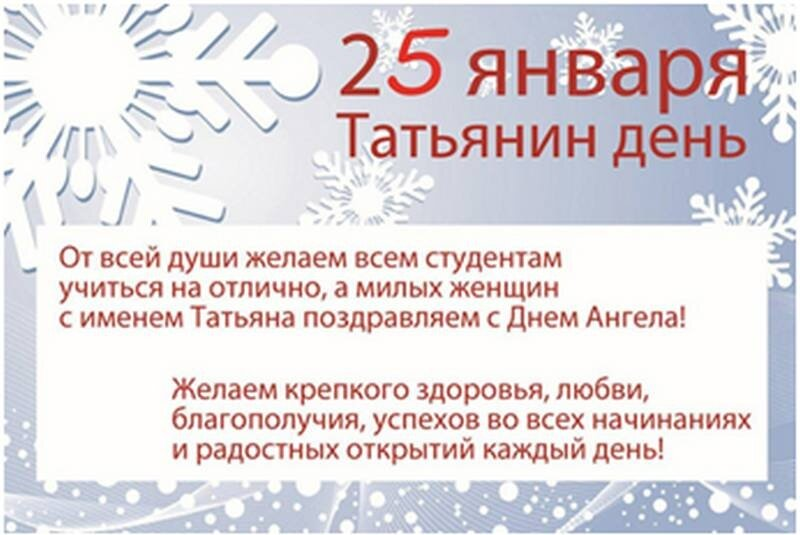 25 января
Татьянин день
От всей души желаем всем студентам
учиться на отлично, а милых женщин
с именем Татьяна поздравляем с Днем Ангела!
Желаем крепкого здоровья, любви,
благополучия, успехов во всех начинаниях
и радостных открытий каждый день!